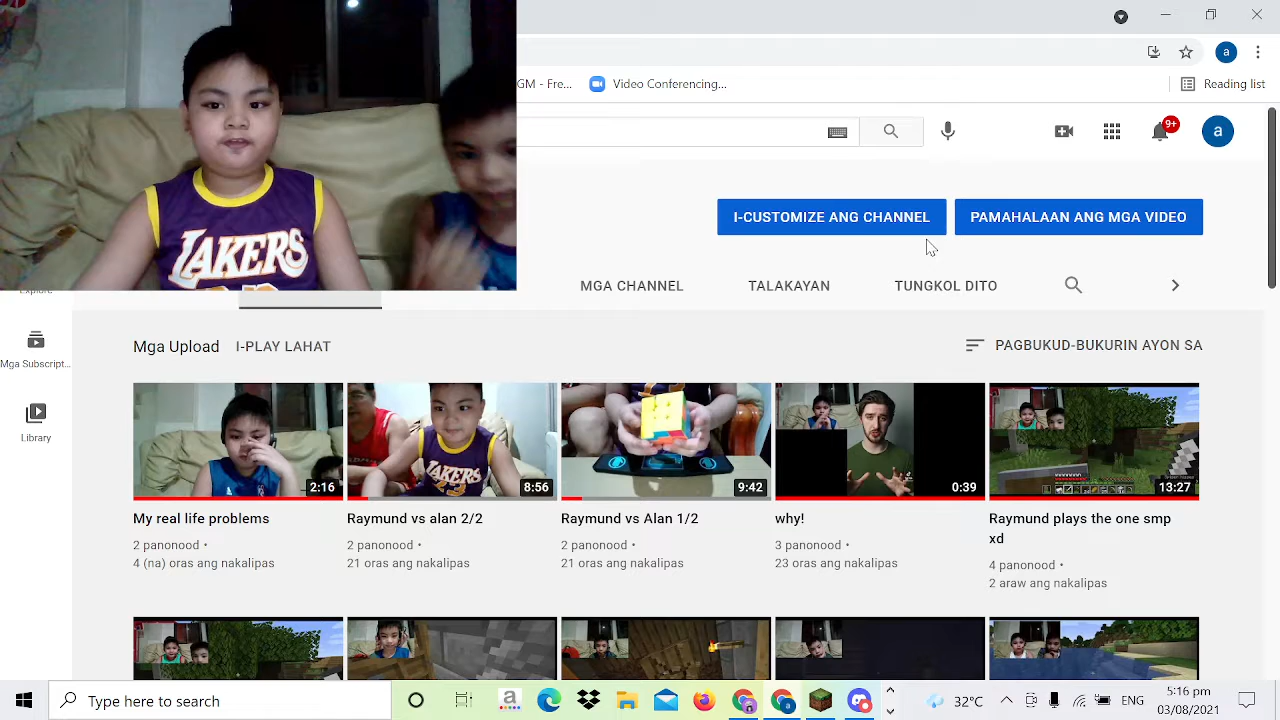 GM - Fre...
Video Conferencing...
Reading list
a
9+
a
LAKERS
I-CUSTOMIZE ANG CHANNEL
PAMAHALAAN ANG MGA VIDEO
MGA CHANNEL
TALAKAYAN
TUNGKOL DITO
Mga Subscript...
Library
Mga Upload
I-PLAY LAHAT
PAGBUKUD-BUKURIN AYON SA
2:16
LAKERS
8:56
9:42
0:39
13:27
My real life problems
Raymund vs alan 2/2
Raymund vs Alan 1/2
why!
Raymund plays the one smp
xd
2 panonood •
4 (na) oras ang nakalipas
2 panonood •
21 oras ang nakalipas
2 panonood •
21 oras ang nakalipas
3 panonood •
23 oras ang nakalipas
4 panonood •
2 araw ang nakalipas
Type here to search
a
32°C
ENG
5:16 pm
03/08/2021